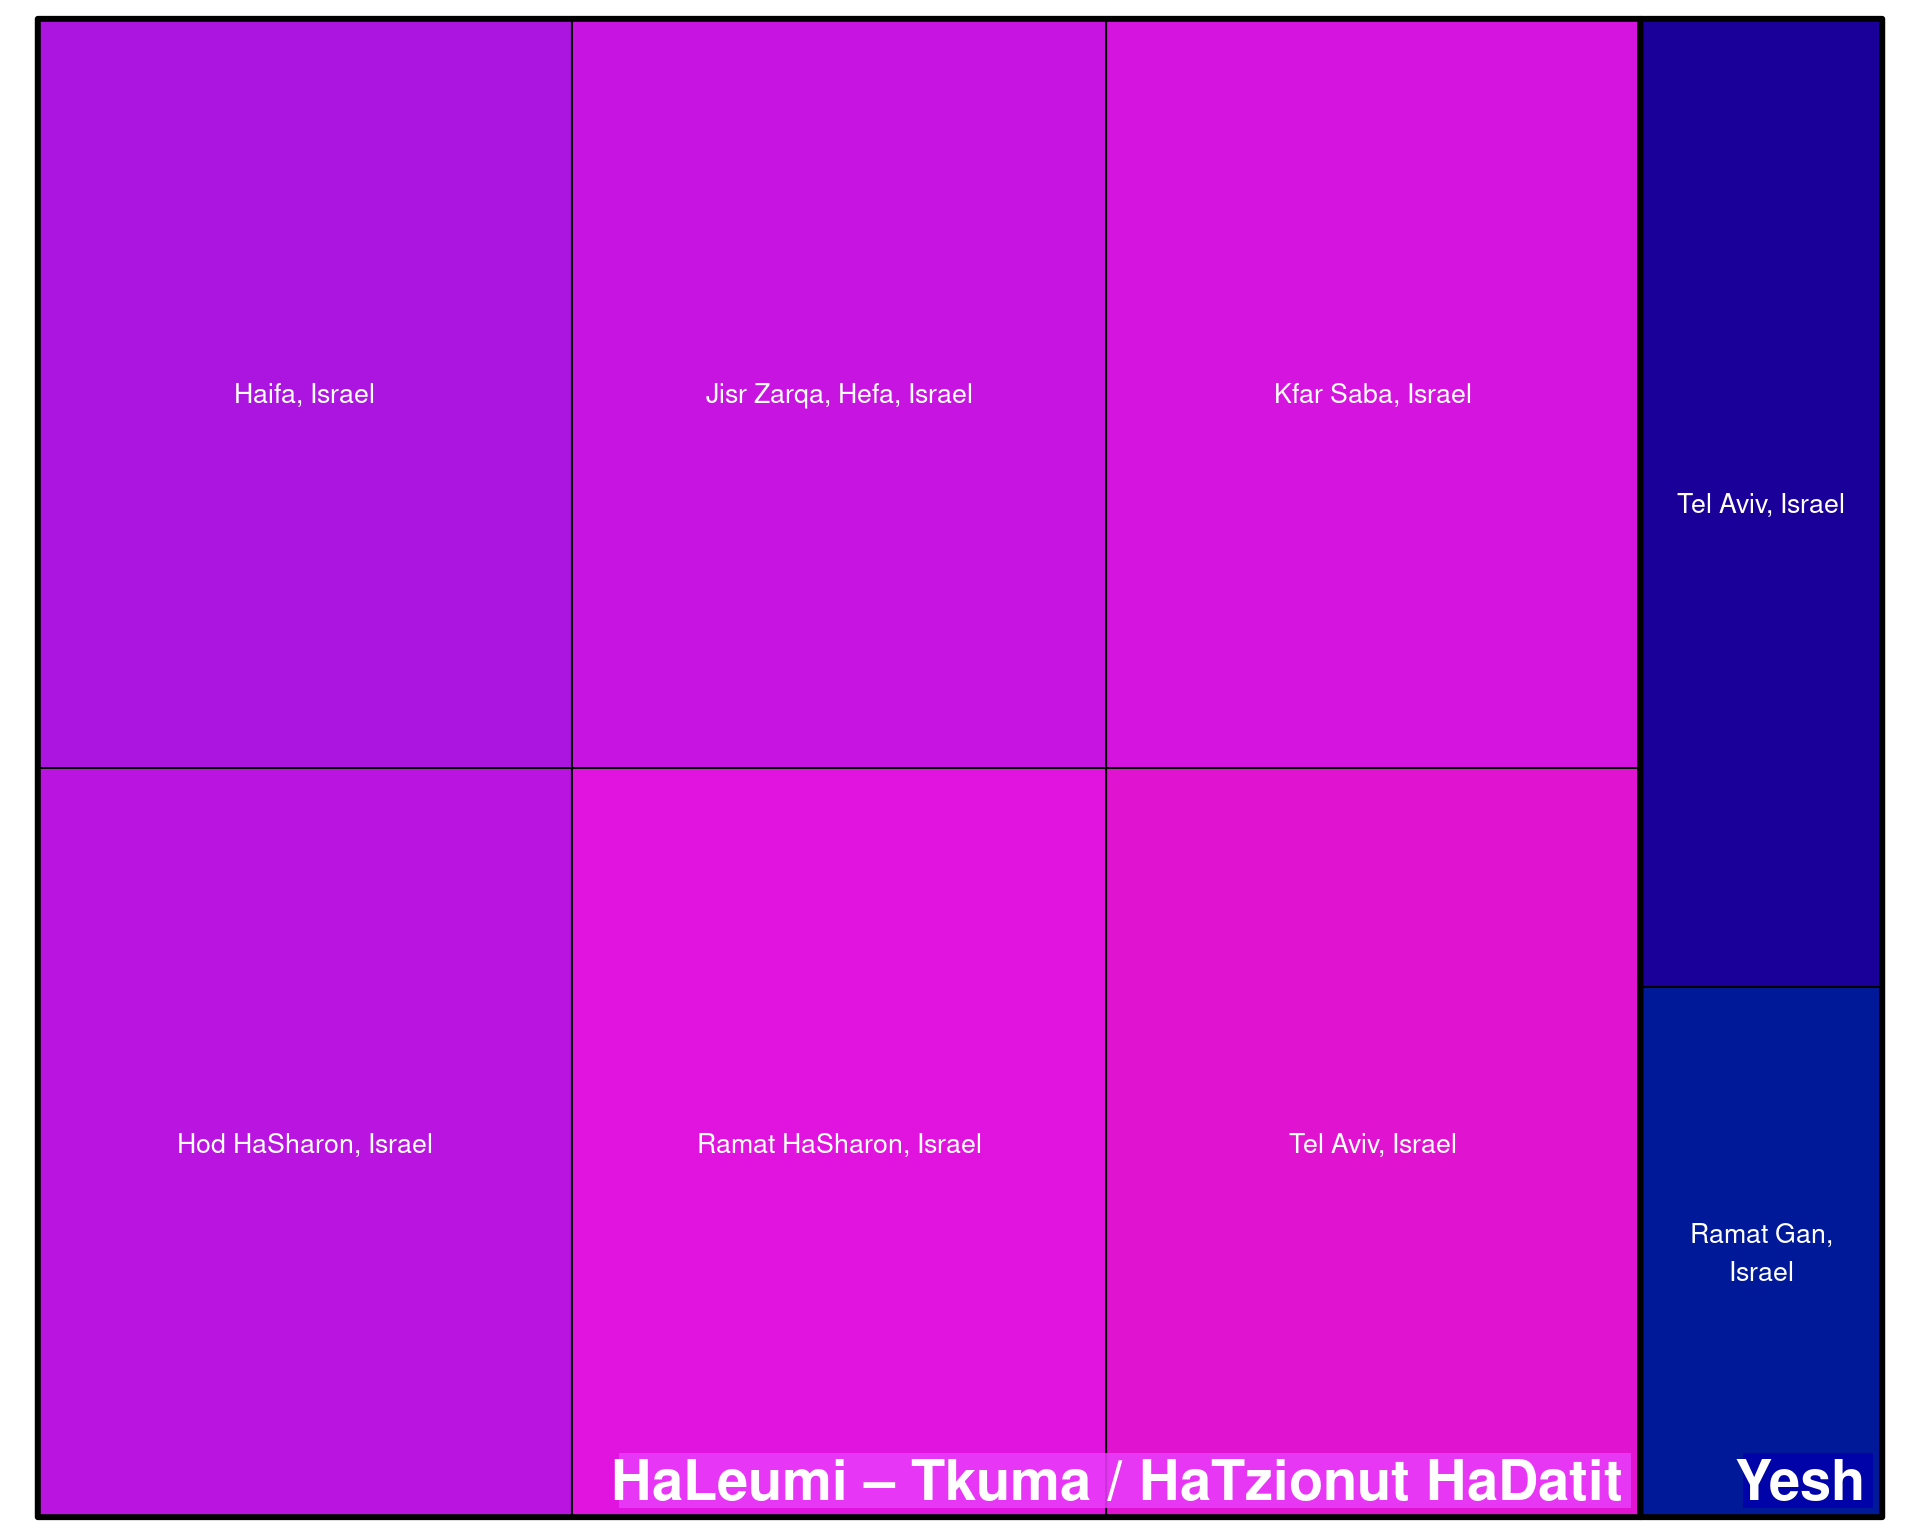 Haifa, Israel
Jisr Zarqa, Hefa, Israel
Kfar Saba, Israel
Tel Aviv, Israel
Hod HaSharon, Israel
Ramat HaSharon, Israel
Tel Aviv, Israel
Ramat Gan,
Israel
HaLeumi – Tkuma / HaTzionut HaDatit
Yesh